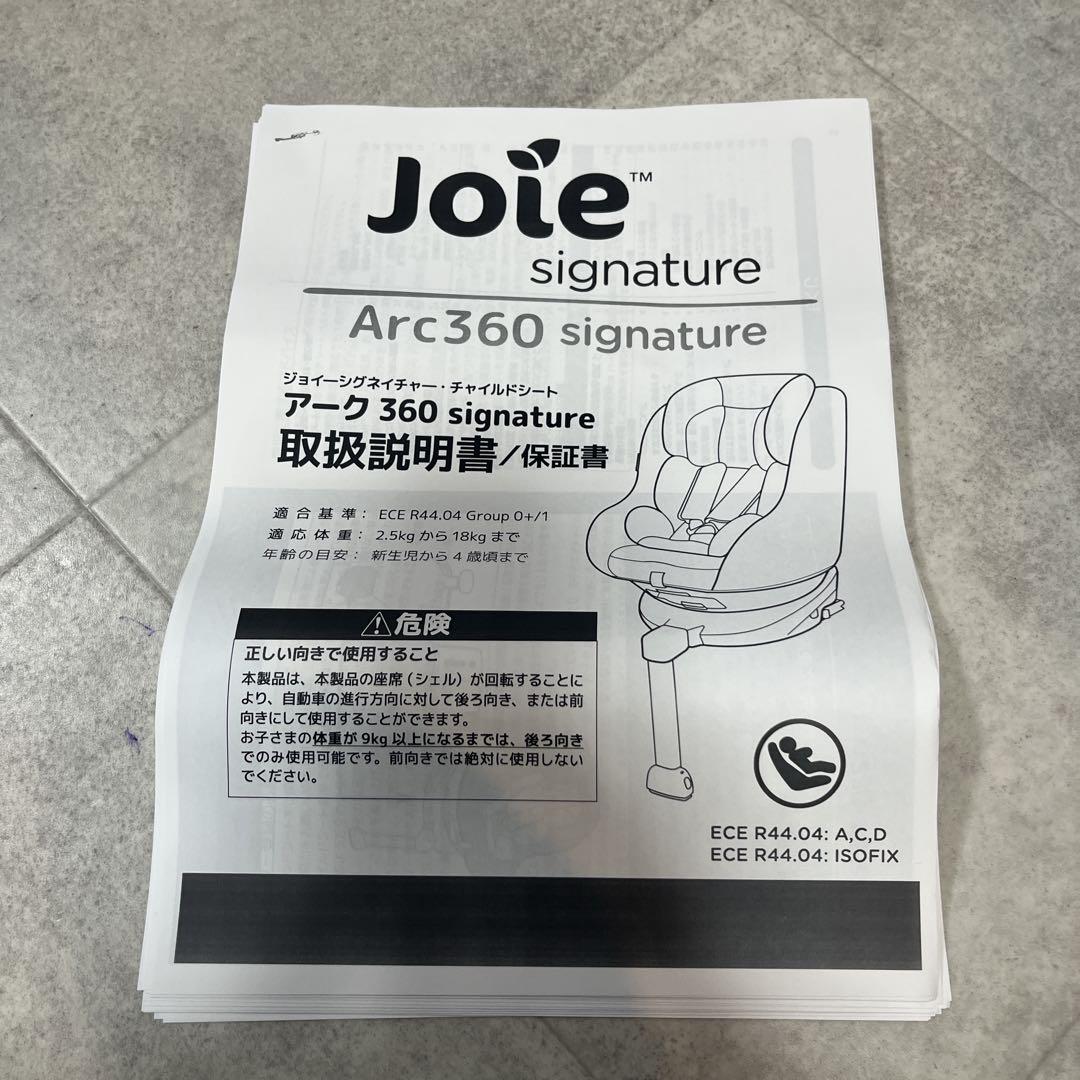 Joie™
signature
Arc360 signature
ジョイーシグネイチャー・チャイルドシート
アーク 360 signature
取扱説明書/保証書
適合基準： ECE R44.04 Group 0+/1
適応体重： 2.5kgから18kgまで
年齢の目安： 新生児から4歳頃まで
⚠危険
正しい向きで使用すること
本製品は、本製品の座席（シェル）が回転することに
より、自動車の進行方向に対して後ろ向き、または前
向きにして使用することができます。
お子さまの体重が9kg以上になるまでは、後ろ向き
でのみ使用可能です。前向きでは絶対に使用しない
でください。
ECE R44.04: A,C,D
ECE R44.04: ISOFIX